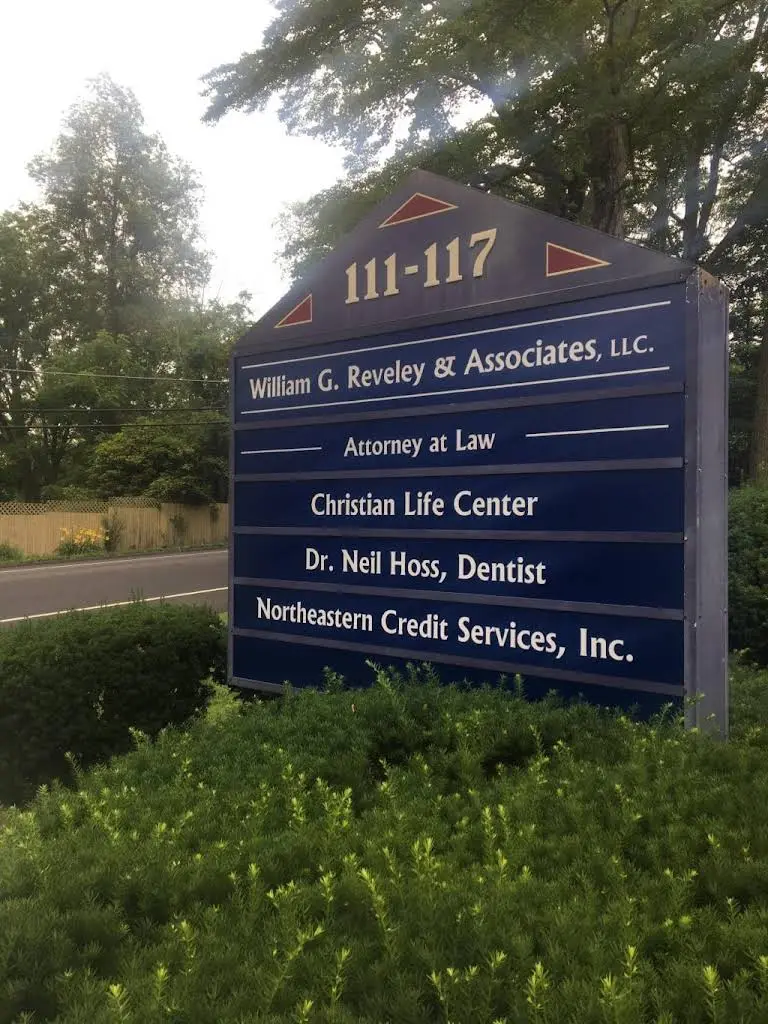 111-117
William G. Reveley & Associates, LLC.
Attorney at Law
Christian Life Center
Dr. Neil Hoss, Dentist
Northeastern Credit Services, Inc.